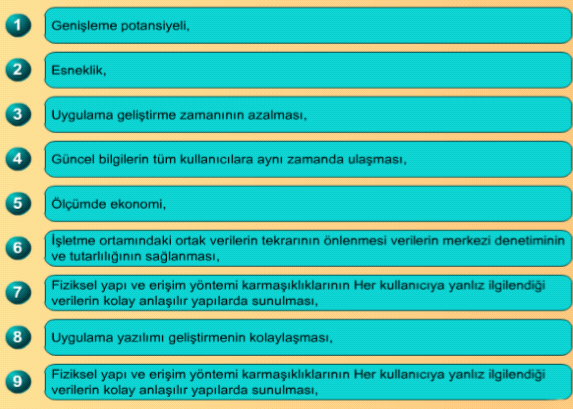 1 Genişleme potansiyeli,
2 Esneklik,
3 Uygulama geliştirme zamanının azalması,
4 Güncel bilgilerin tüm kullanıcılara aynı zamanda ulaşması,
5 Ölçümde ekonomi,
6 İşletme ortamındaki ortak verilerin tekrarının önlenmesi verilerin merkezi denetiminin
ve tutarlılığının sağlanması,
7 Fiziksel yapı ve erişim yöntemi karmaşıklıklarının Her kullanıcıya yanlız ilgilendiği
verilerin kolay anlaşılır yapılarda sunulması,
8 Uygulama yazılımı geliştirmenin kolaylaşması,
9 Fiziksel yapı ve erişim yöntemi karmaşıklıklarının Her kullanıcıya yanlız ilgilendiği
verilerin kolay anlaşılır yapılarda sunulması,